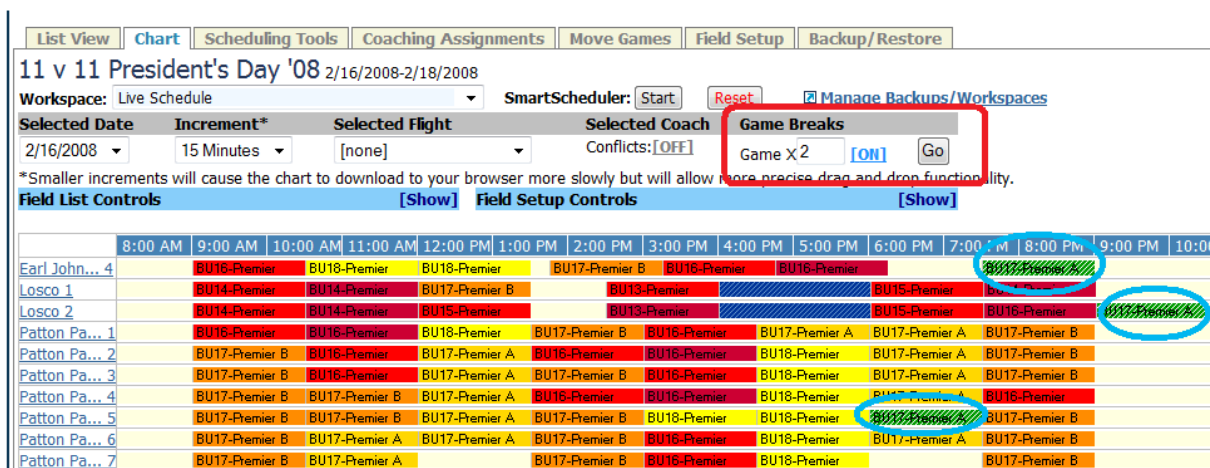 List View Chart Scheduling Tools Coaching Assignments Move Games Field Setup Backup/Restore
11 v 11 President's Day '08 2/16/2008-2/18/2008
Workspace: Live Schedule SmartScheduler: Start Reset Manage Backups/Workspaces
Selected Date Increment* Selected Flight Selected Coach Game Breaks
2/16/2008 15 Minutes [none] Conflicts:[OFF] Game X 2 [ON] Go
*Smaller increments will cause the chart to download to your browser more slowly but will allow more precise drag and drop functionality.
Field List Controls [Show] Field Setup Controls [Show]
8:00 AM 9:00 AM 10:00 AM 11:00 AM 12:00 PM 1:00 PM 2:00 PM 3:00 PM 4:00 PM 5:00 PM 6:00 PM 7:00 PM 8:00 PM 9:00 PM 10:0
Earl John... 4 BU16-Premier BU18-Premier BU18-Premier BU17-Premier B BU16-Premier BU16-Premier BU17-Premier A
Losco 1 BU14-Premier BU14-Premier BU17-Premier B BU13-Premier BU15-Premier BU14-Premier
Losco 2 BU14-Premier BU14-Premier BU15-Premier BU13-Premier BU15-Premier BU16-Premier BU17-Premier A
Patton Pa... 1 BU16-Premier BU16-Premier BU18-Premier BU17-Premier B BU16-Premier BU17-Premier A BU17-Premier A BU17-Premier B
Patton Pa... 2 BU17-Premier B BU16-Premier BU17-Premier A BU16-Premier BU16-Premier BU18-Premier BU17-Premier A BU17-Premier B
Patton Pa... 3 BU17-Premier B BU16-Premier BU17-Premier A BU17-Premier B BU16-Premier BU18-Premier BU17-Premier A BU17-Premier B
Patton Pa... 4 BU17-Premier B BU17-Premier B BU17-Premier A BU16-Premier BU16-Premier BU18-Premier BU17-Premier A BU16-Premier
Patton Pa... 5 BU17-Premier B BU17-Premier A BU17-Premier A BU17-Premier B BU18-Premier BU18-Premier BU17-Premier A BU17-Premier B
Patton Pa... 6 BU17-Premier B BU17-Premier A BU17-Premier A BU17-Premier B BU16-Premier BU18-Premier BU17-Premier A BU17-Premier B
Patton Pa... 7 BU17-Premier B BU17-Premier A BU17-Premier B BU16-Premier BU18-Premier BU17-Premier B